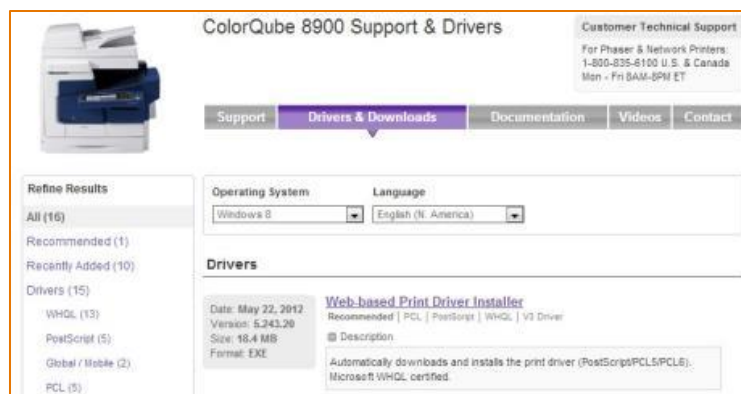 ColorQube 8900 Support & Drivers
Customer Technical Support
For Phaser & Network Printers:
1-800-835-6100 U.S. & Canada
Mon - Fri 8AM-8PM ET
Support
Drivers & Downloads
Documentation
Videos
Contact
Refine Results
All (16)
Recommended (1)
Recently Added (10)
Drivers (15)
WHQL (13)
PostScript (5)
Global / Mobile (2)
PCL (5)
Operating System
Language
Windows 8
English (N. America)
Drivers
Date: May 22, 2012
Version: 5.243.20
Size: 18.4 MB
Format: EXE
Web-based Print Driver Installer
Recommended | PCL | PostScript | WHQL | V3 Driver
Description
Automatically downloads and installs the print driver (PostScript/PCL5/PCL6).
Microsoft WHQL certified.